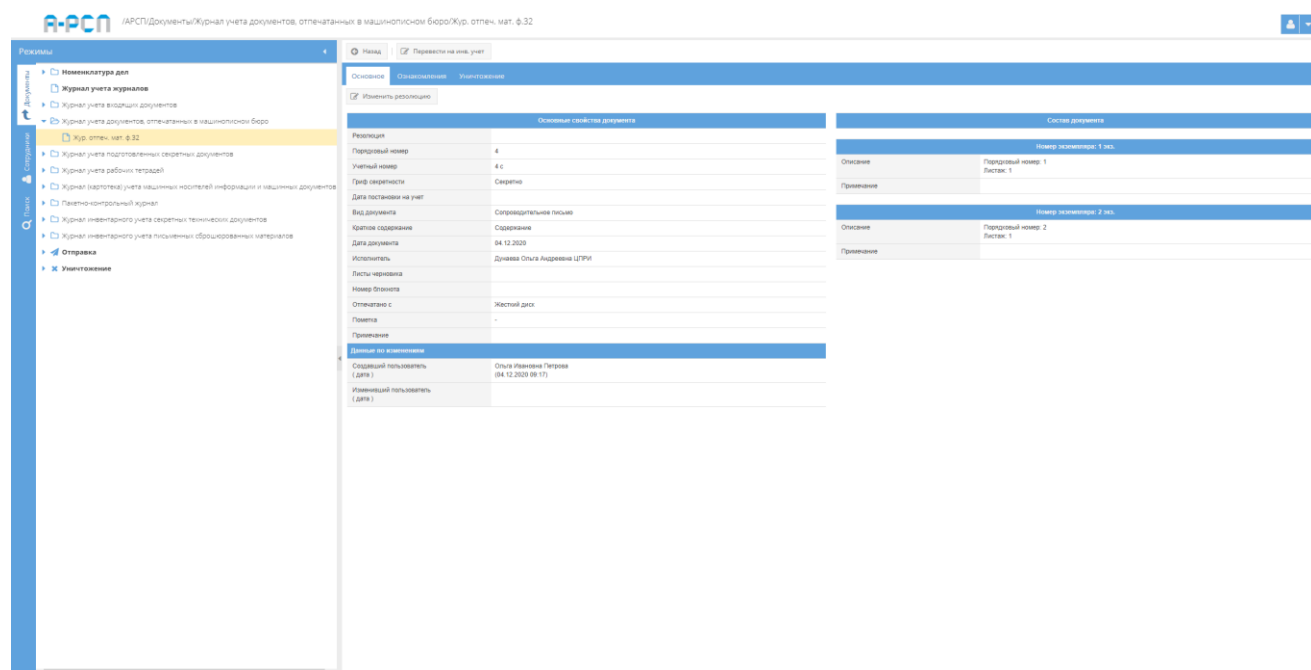 А-РСП
/АРСП/Документы/Журнал учета документов, отпечатанных в машинописном бюро/Жур. отпеч. мат. ф.32
Режимы
Документы
Сотрудники
Поиск
Номенклатура дел
Журнал учета журналов
Журнал учета входящих документов
Журнал учета документов, отпечатанных в машинописном бюро
Жур. отпеч. мат. ф.32
Журнал учета подготовленных секретных документов
Журнал учета рабочих тетрадей
Журнал (картотека) учета машинных носителей информации и машинных документов
Пакетно-контрольный журнал
Журнал инвентарного учета секретных технических документов
Журнал инвентарного учета письменных сброшюрованных материалов
Отправка
Уничтожение
Назад
Перевести на инв. учет
Основное Ознакомления Уничтожение
Изменить резолюцию
Основные свойства документа
Резолюция
Порядковый номер 4
Учетный номер 4 с
Гриф секретности Секретно
Дата постановки на учет
Вид документа Сопроводительное письмо
Краткое содержание Содержание
Дата документа 04.12.2020
Исполнитель Дунаева Ольга Андреевна ЦПРИ
Листы черновика
Номер блокнота
Отпечатано с Жесткий диск
Пометка -
Примечание
Данные по изменениям
Создавший пользователь Ольга Ивановна Петрова
( дата ) (04.12.2020 09:17)
Изменивший пользователь
( дата )
Состав документа
Номер экземпляра: 1 экз.
Описание Порядковый номер: 1
Листаж: 1
Примечание
Номер экземпляра: 2 экз.
Описание Порядковый номер: 2
Листаж: 1
Примечание